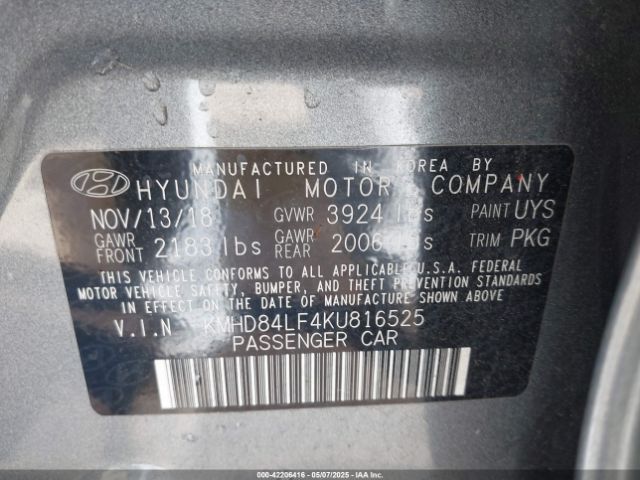 MANUFACTURED IN KOREA BY
HYUNDAI MOTOR COMPANY
NOV/13/18 GVWR 3924 lbs PAINT UYS
GAWR FRONT 2183 lbs GAWR REAR 2006 lbs TRIM PKG
THIS VEHICLE CONFORMS TO ALL APPLICABLE U.S.A. FEDERAL
MOTOR VEHICLE SAFETY, BUMPER, AND THEFT PREVENTION STANDARDS
IN EFFECT ON THE DATE OF MANUFACTURE SHOWN ABOVE.
V.I.N KMHD84LF4KU816525
PASSENGER CAR
000-42206416 - 05/07/2025 - IAAI.COM